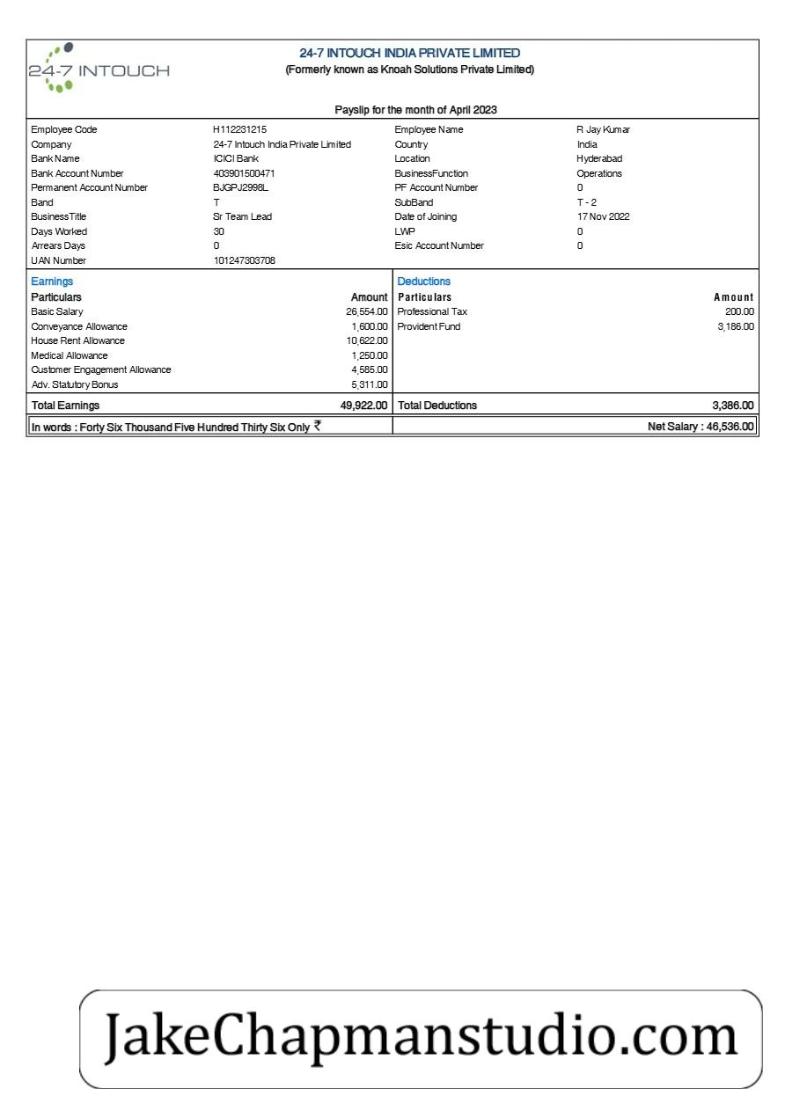 24-7 INTOUCH
24-7 INTOUCH INDIA PRIVATE LIMITED
(Formerly known as Knoah Solutions Private Limited)
Payslip for the month of April 2023
Employee Code H112231215 Employee Name R Jay Kumar
Company 24-7 Intouch India Private Limited Country India
Bank Name ICICI Bank Location Hyderabad
Bank Account Number 403901500471 BusinessFunction Operations
Permanent Account Number BJGPJ2998L PF Account Number 0
Band T SubBand T - 2
BusinessTitle Sr Team Lead Date of Joining 17 Nov 2022
Days Worked 30 LWP 0
Arrears Days 0 Esic Account Number 0
UAN Number 101247303708
Earnings Deductions
Particulars Amount Particulars Amount
Basic Salary 26,554.00 Professional Tax 200.00
Conveyance Allowance 1,600.00 Provident Fund 3,186.00
House Rent Allowance 10,622.00
Medical Allowance 1,250.00
Customer Engagement Allowance 4,585.00
Adv. Statutory Bonus 5,311.00
Total Earnings 49,922.00 Total Deductions 3,386.00
In words : Forty Six Thousand Five Hundred Thirty Six Only ₹ Net Salary : 46,536.00
JakeChapmanstudio.com